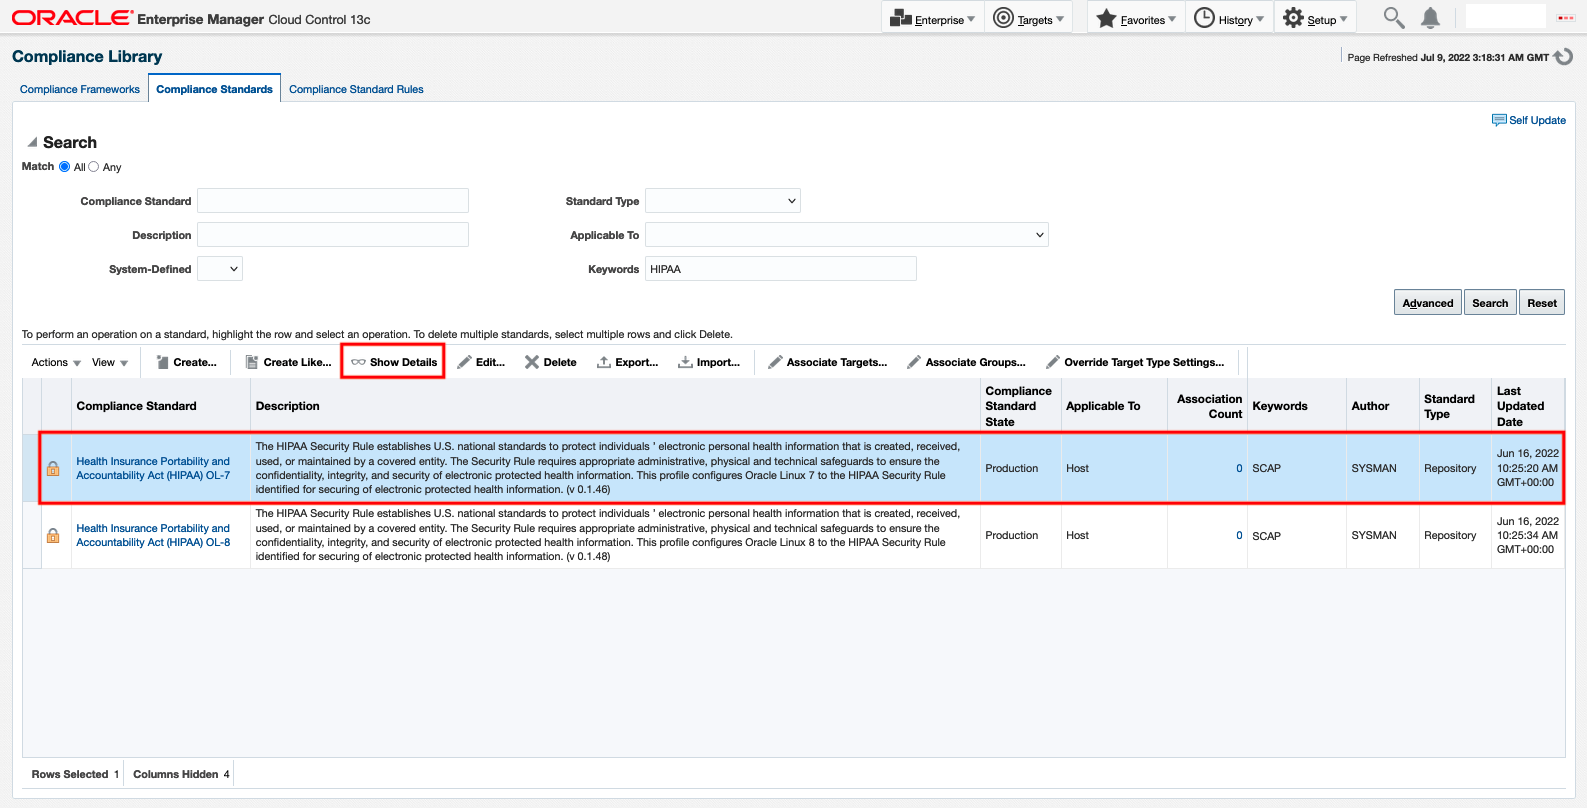 ORACLE® Enterprise Manager Cloud Control 13c
Enterprise Targets Favorites History Setup
Compliance Library
Page Refreshed Jul 9, 2022 3:18:31 AM GMT
Compliance Frameworks Compliance Standards Compliance Standard Rules
Self Update
Search
Match All Any
Compliance Standard Standard Type
Description Applicable To
System-Defined Keywords HIPAA
Advanced Search Reset
To perform an operation on a standard, highlight the row and select an operation. To delete multiple standards, select multiple rows and click Delete.
Actions View Create... Create Like... Show Details Edit... Delete Export... Import... Associate Targets... Associate Groups... Override Target Type Settings...
Compliance Standard
Description
Compliance
Standard
State
Applicable To
Association
Count
Keywords
Author
Standard
Type
Last
Updated
Date
Health Insurance Portability and
Accountability Act (HIPAA) OL-7
The HIPAA Security Rule establishes U.S. national standards to protect individuals ’ electronic personal health information that is created, received,
used, or maintained by a covered entity. The Security Rule requires appropriate administrative, physical and technical safeguards to ensure the
confidentiality, integrity, and security of electronic protected health information. This profile configures Oracle Linux 7 to the HIPAA Security Rule
identified for securing of electronic protected health information. (v 0.1.46)
Production
Host
0
SCAP
SYSMAN
Repository
Jun 16, 2022
10:25:20 AM
GMT+00:00
Health Insurance Portability and
Accountability Act (HIPAA) OL-8
The HIPAA Security Rule establishes U.S. national standards to protect individuals ’ electronic personal health information that is created, received,
used, or maintained by a covered entity. The Security Rule requires appropriate administrative, physical and technical safeguards to ensure the
confidentiality, integrity, and security of electronic protected health information. This profile configures Oracle Linux 8 to the HIPAA Security Rule
identified for securing of electronic protected health information. (v 0.1.48)
Production
Host
0
SCAP
SYSMAN
Repository
Jun 16, 2022
10:25:34 AM
GMT+00:00
Rows Selected 1 Columns Hidden 4